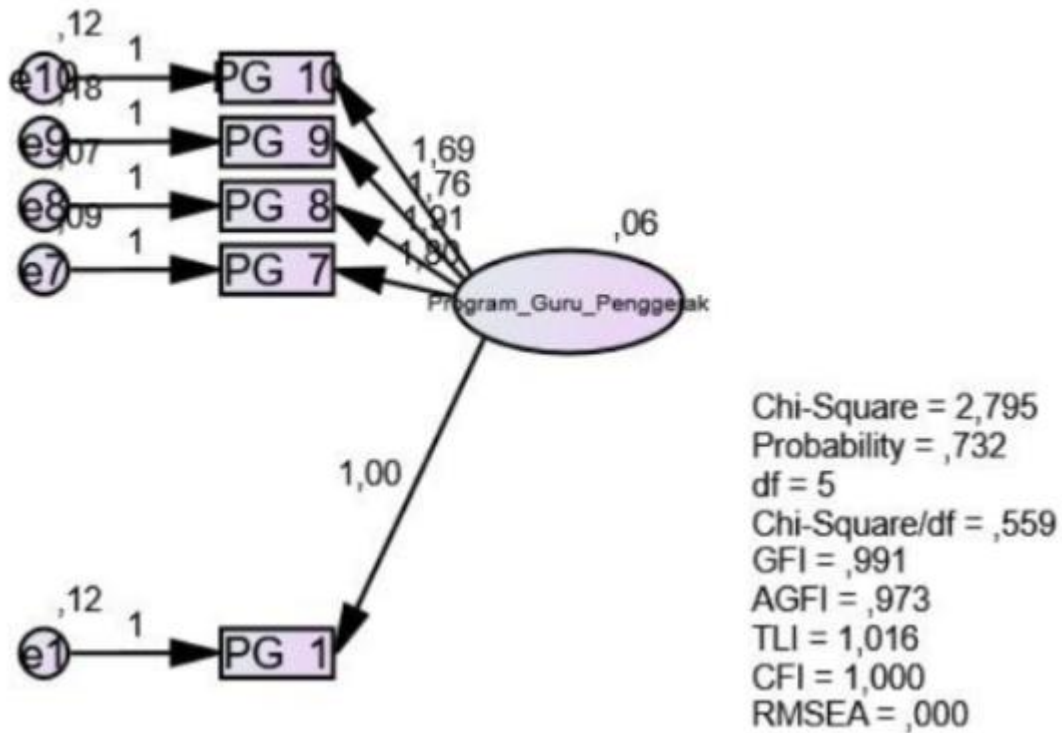 ,12
1
e10
PG_10
,18
1
e9
PG 9
,07
1
e8
PG 8
,09
1
e7
PG 7
1,69
1,76
1,91
1,80
,06
Program_Guru_Penggerak
1,00
,12
1
e1
PG 1
Chi-Square = 2,795
Probability = ,732
df = 5
Chi-Square/df = ,559
GFI = ,991
AGFI = ,973
TLI = 1,016
CFI = 1,000
RMSEA = ,000